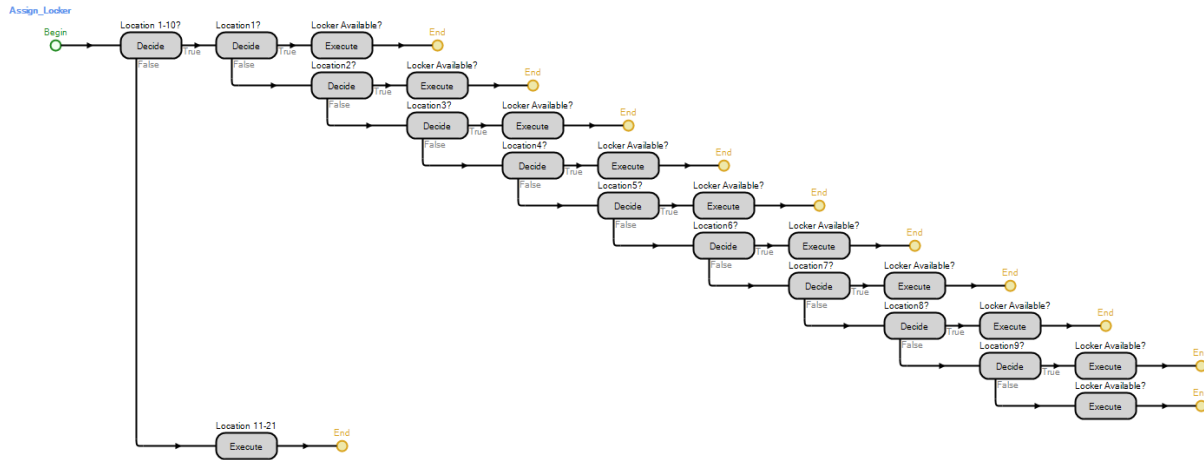 Assign_Locker
Begin
Location 1-10?
Decide
True
False
Location1?
Decide
True
False
Locker Available?
Execute
End
Location2?
Decide
True
False
Locker Available?
Execute
End
Location3?
Decide
True
False
Locker Available?
Execute
End
Location4?
Decide
True
False
Locker Available?
Execute
End
Location5?
Decide
True
False
Locker Available?
Execute
End
Location6?
Decide
True
False
Locker Available?
Execute
End
Location7?
Decide
True
False
Locker Available?
Execute
End
Location8?
Decide
True
False
Locker Available?
Execute
End
Location9?
Decide
True
False
Locker Available?
Execute
End
Locker Available?
Execute
End
Location 11-21
Execute
End